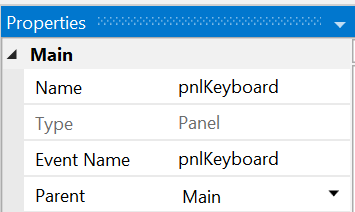 Properties
Main
Name pnlKeyboard
Type Panel
Event Name pnlKeyboard
Parent Main